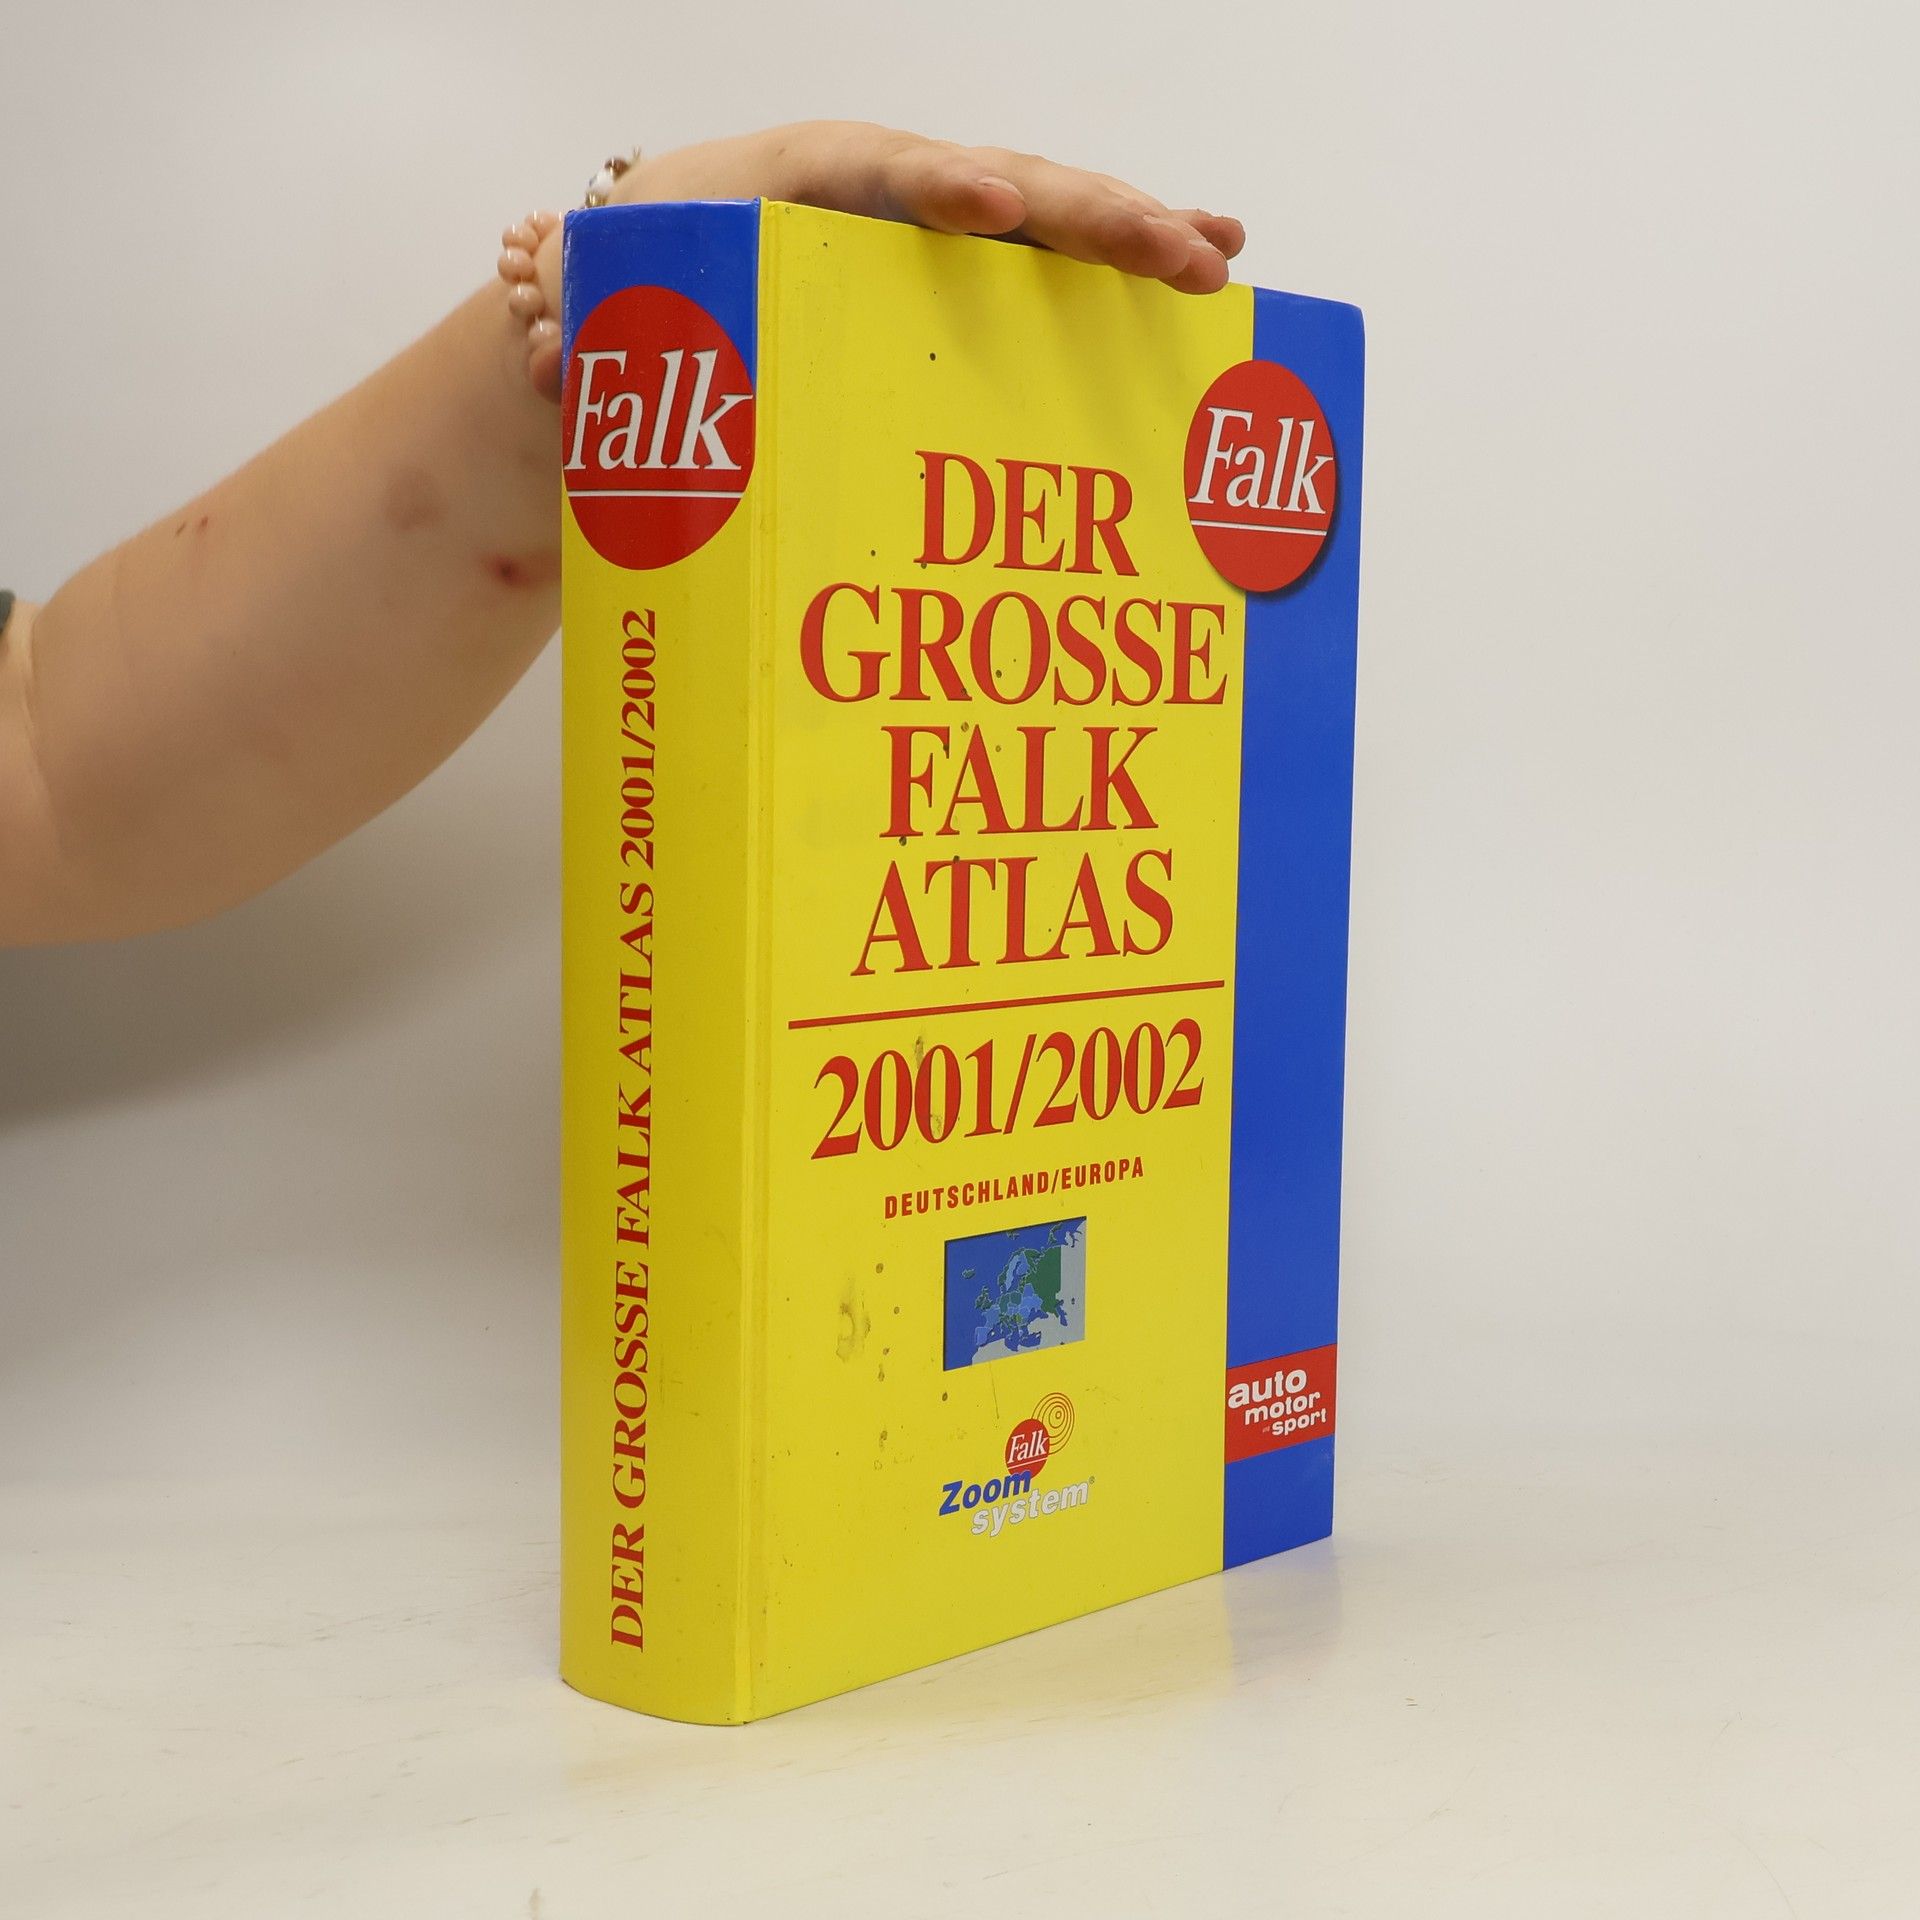 Falk
DER GROSSE FALK ATLAS 2001/2002
Falk
DER
GROSSE
FALK
ATLAS
2001/2002
DEUTSCHLAND/EUROPA
Falk
Zoom
system®
auto
motor
und sport